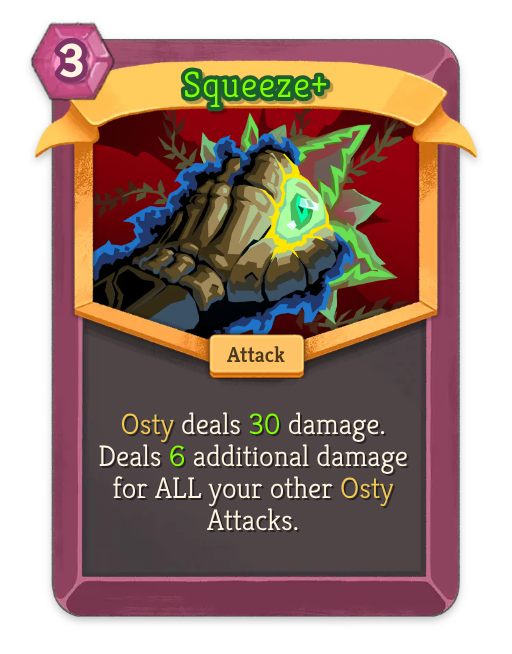 3
Squeeze+
Attack
Osty deals 30 damage.
Deals 6 additional damage
for ALL your other Osty
Attacks.